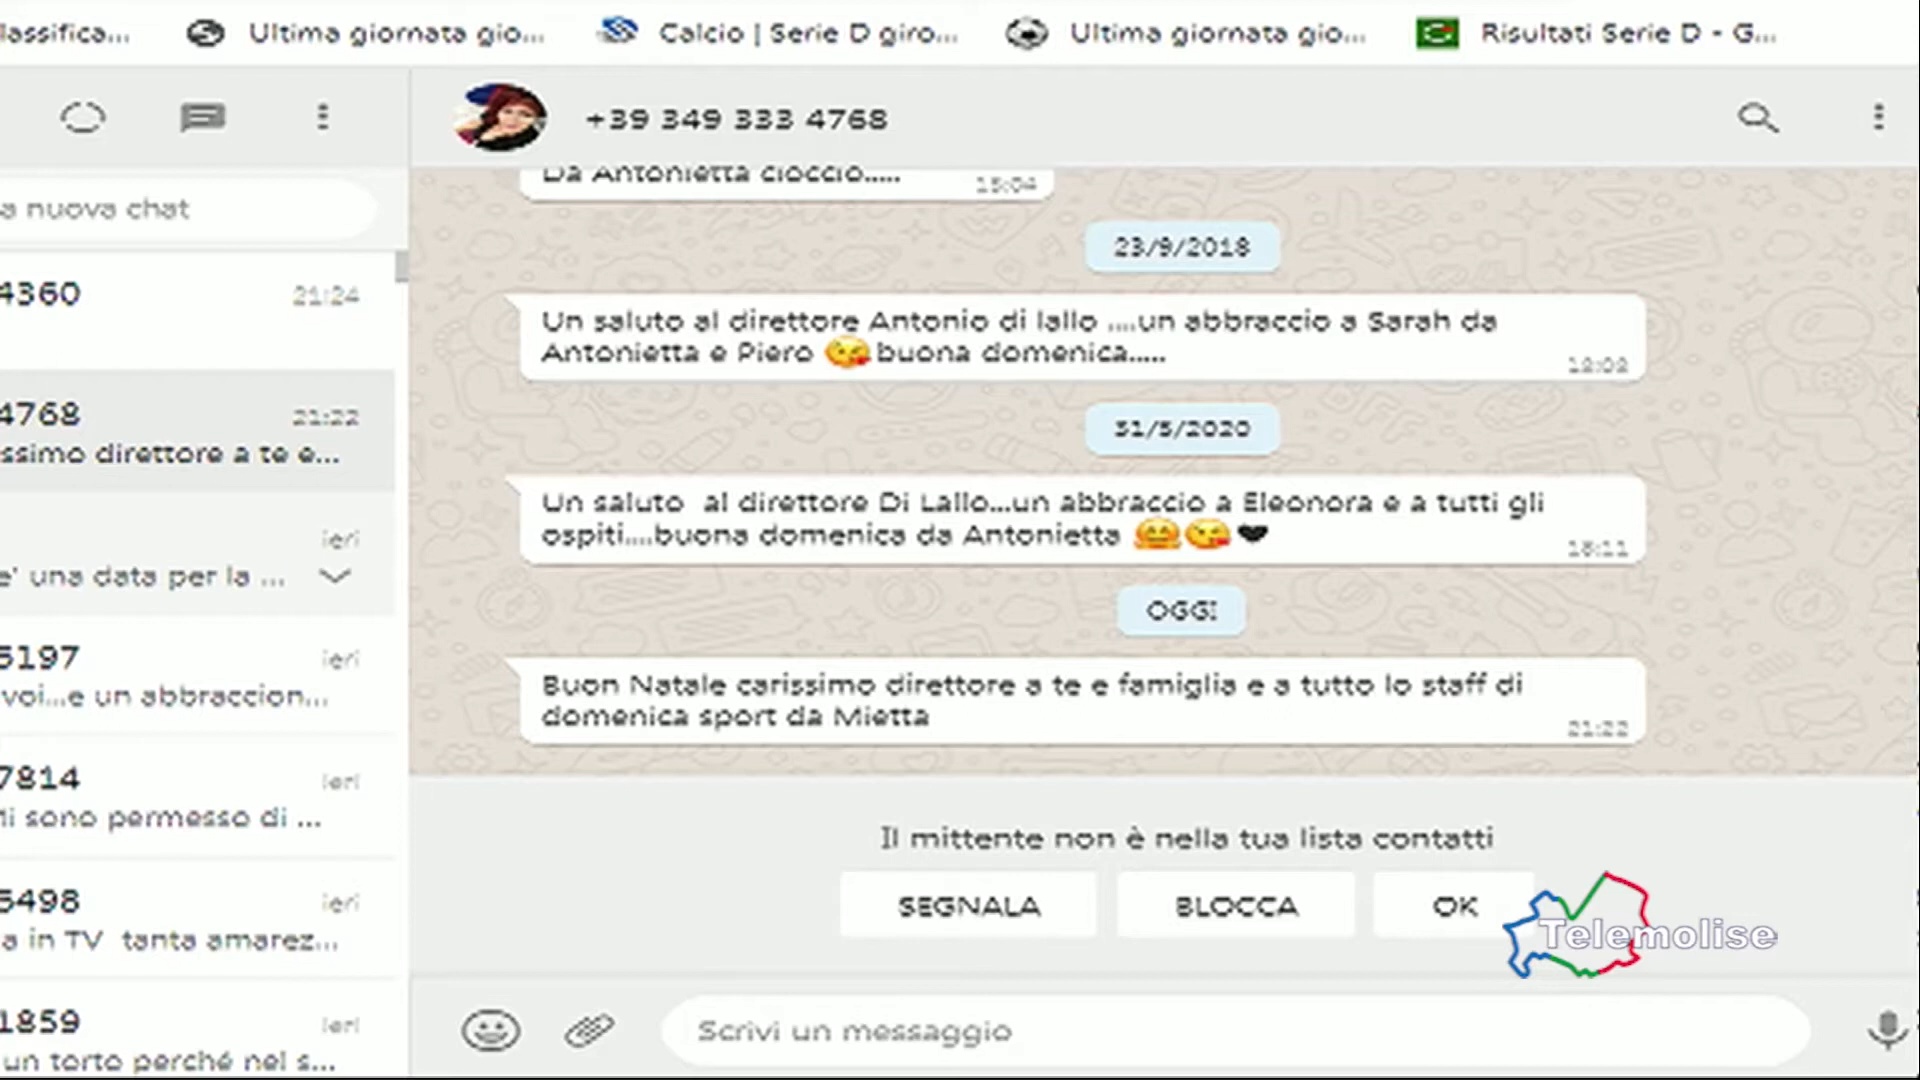 lassifica...
Ultima giornata gio...
Calcio | Serie D giro...
Ultima giornata gio...
Risultati Serie D - G...
+39 349 333 4768
a nuova chat
4360
21:24
4768
21:22
ssimo direttore a te e...
ieri
e' una data per la ...
5197
ieri
voi...e un abbraccion...
7814
ieri
Mi sono permesso di ...
5498
ieri
a in TV  tanta amarez...
1859
ieri
un torto perché nel s...
Da Antonietta cioccio.....
15:04
23/9/2018
Un saluto al direttore Antonio di lallo ....un abbraccio a Sarah da
Antonietta e Piero 😘 buona domenica.....
31/5/2020
Un saluto  al direttore Di Lallo...un abbraccio a Eleonora e a tutti gli
ospiti....buona domenica da Antonietta 🤗😘❤
18:11
OGGI
Buon Natale carissimo direttore a te e famiglia e a tutto lo staff di
domenica sport da Mietta
21:22
Il mittente non è nella tua lista contatti
SEGNALA
BLOCCA
OK
Telemolise
Scrivi un messaggio